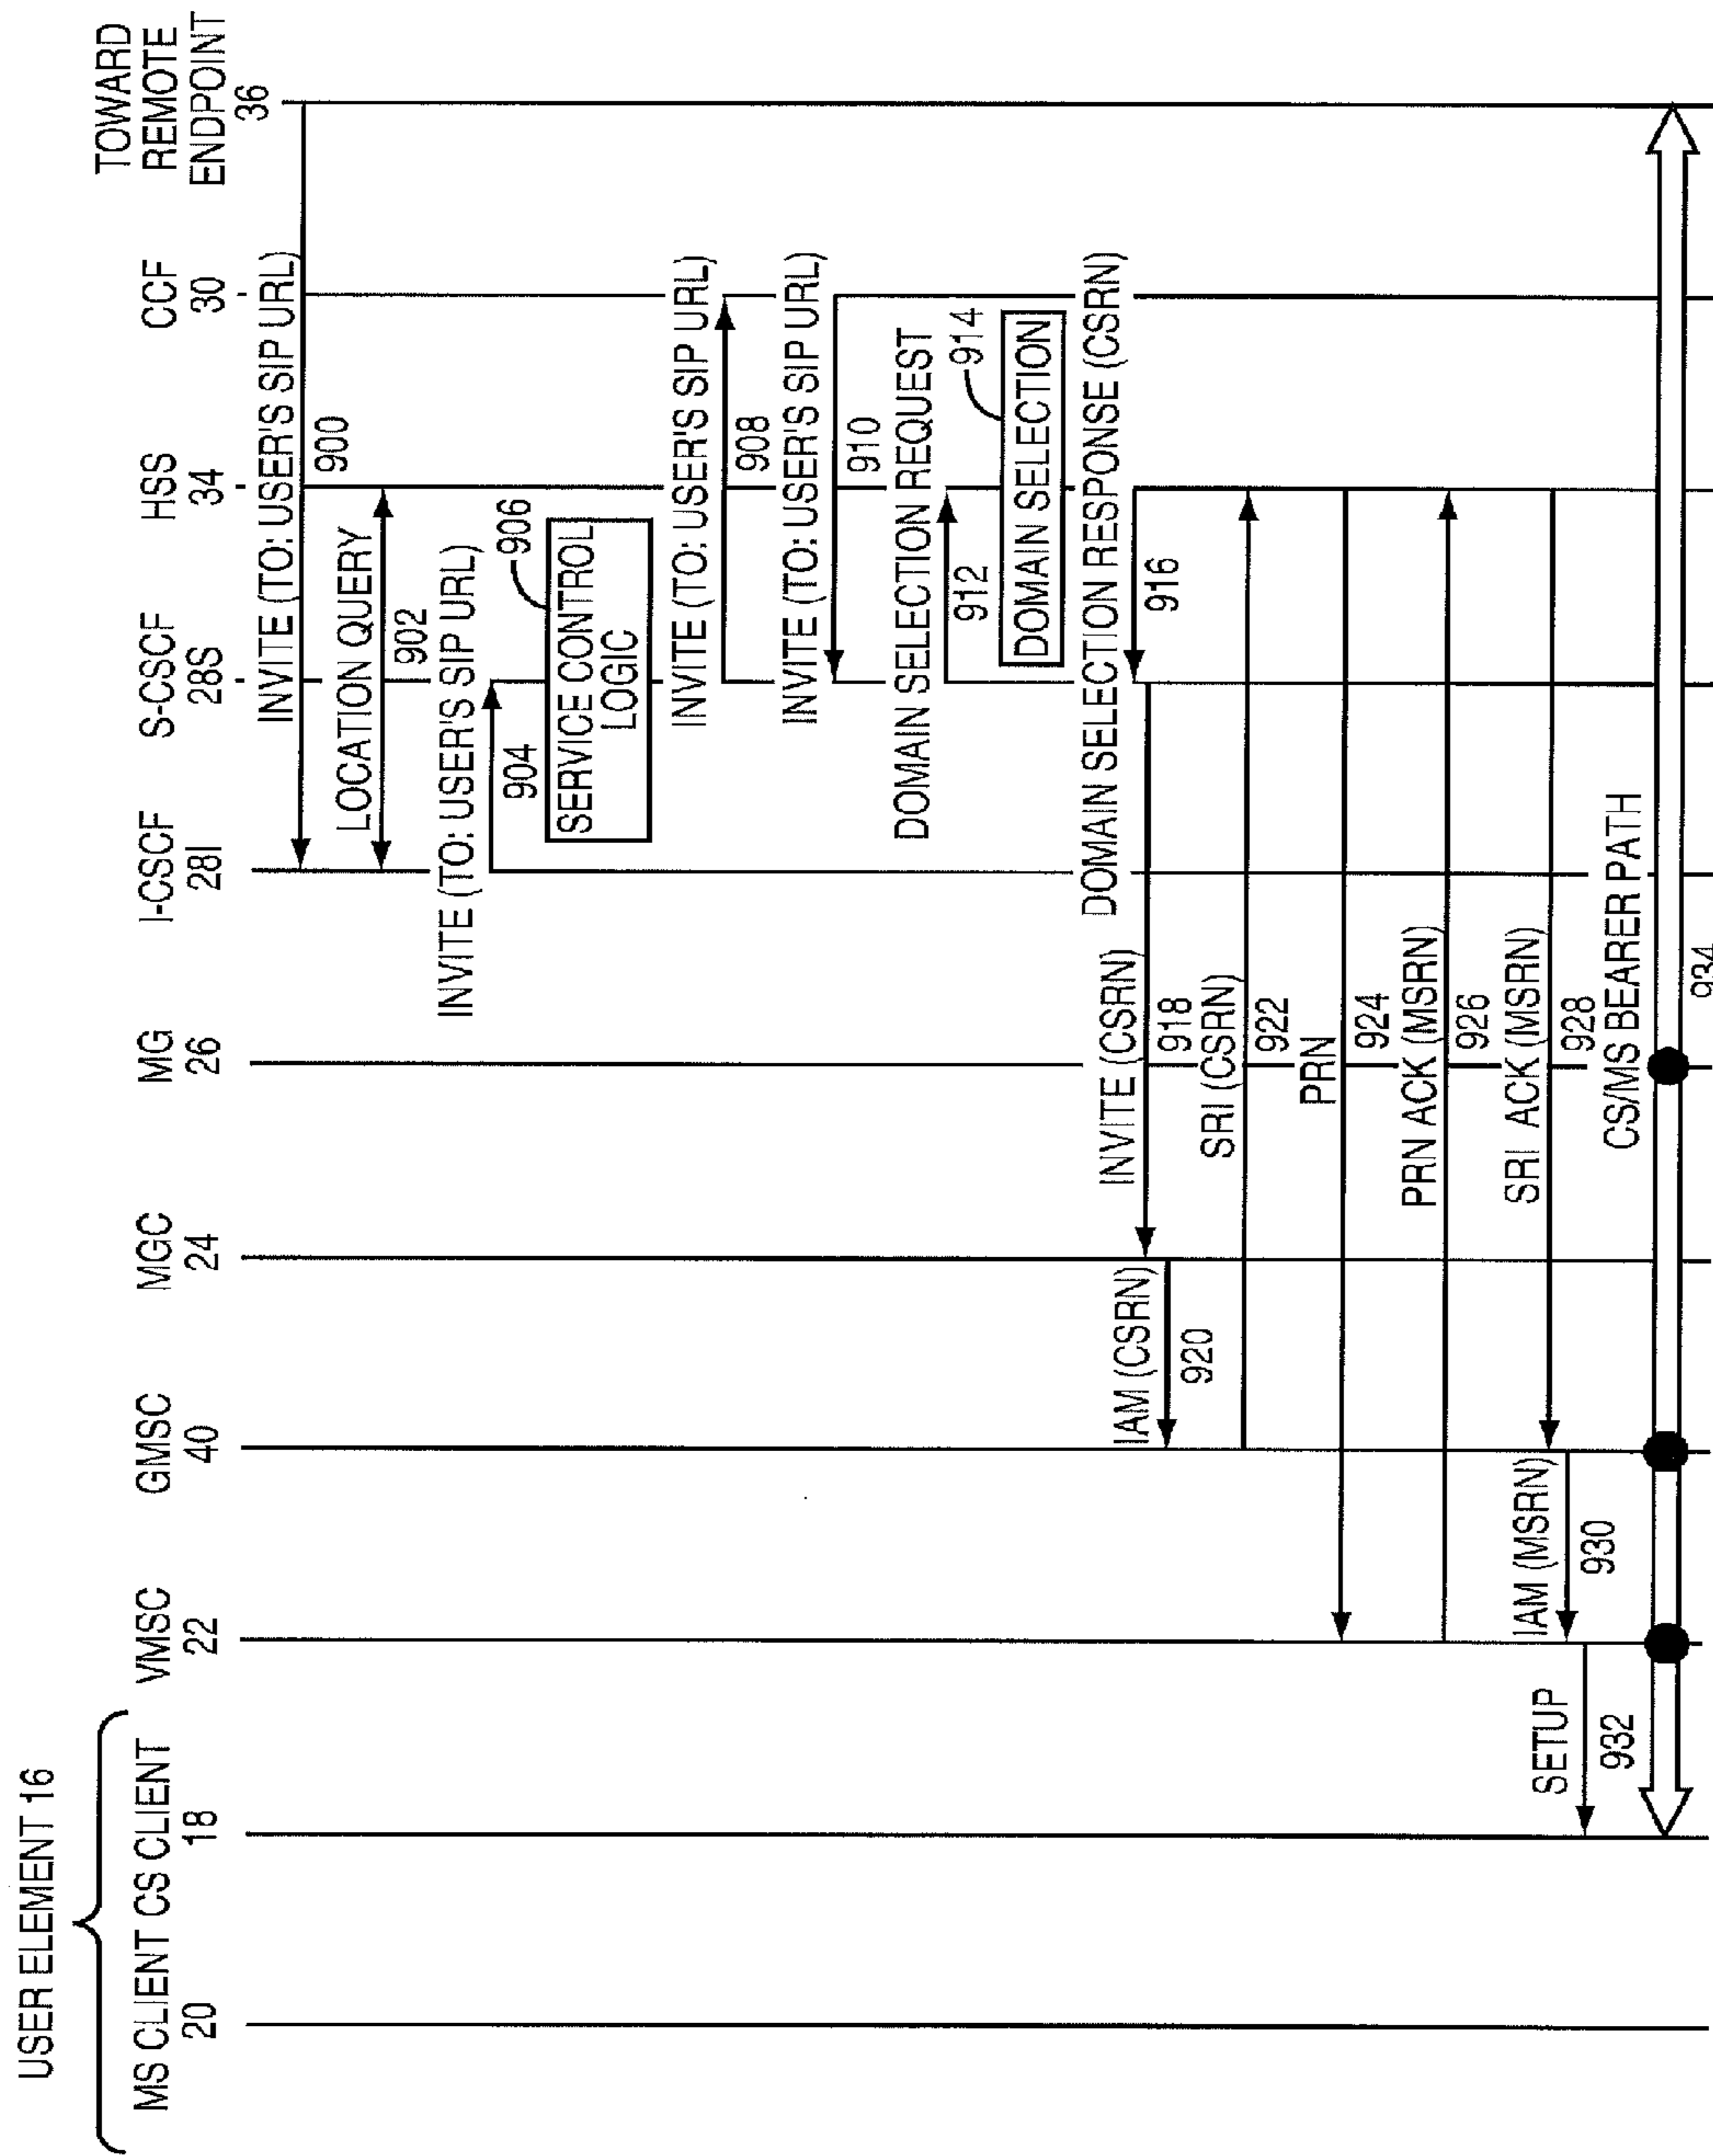 USER ELEMENT 16
MS CLIENT
20
CS CLIENT
18
VMSC
22
GMSC
40
MGC
24
MG
26
I-CSCF
28I
S-CSCF
28S
HSS
34
CCF
30
TOWARD
REMOTE
ENDPOINT
36
INVITE (TO: USER'S SIP URL)
900
LOCATION QUERY
902
INVITE (TO: USER'S SIP URL)
904
906
SERVICE CONTROL
LOGIC
INVITE (TO: USER'S SIP URL)
908
INVITE (TO: USER'S SIP URL)
910
DOMAIN SELECTION REQUEST
912
914
DOMAIN SELECTION
DOMAIN SELECTION RESPONSE (CSRN)
916
INVITE (CSRN)
918
IAM (CSRN)
920
SRI (CSRN)
922
PRN
924
PRN ACK (MSRN)
926
SRI ACK (MSRN)
928
IAM (MSRN)
930
SETUP
932
CS/MS BEARER PATH
934